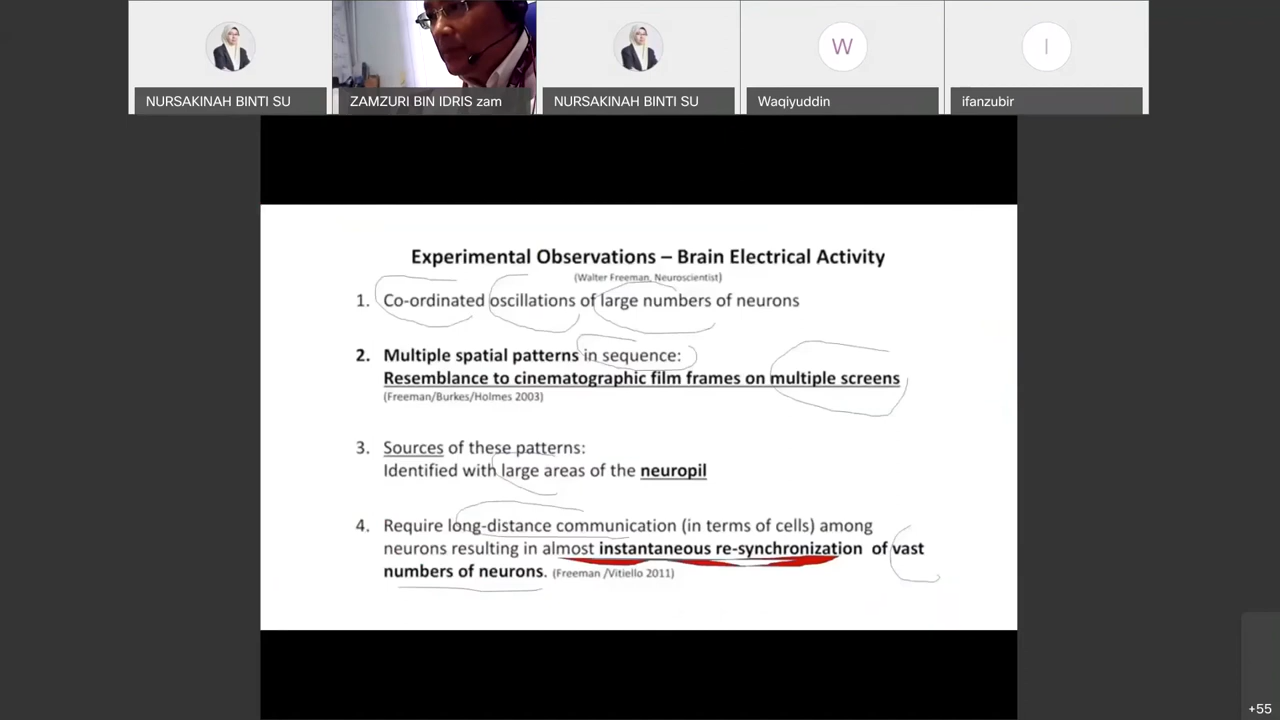 NURSAKINAH BINTI SU
ZAMZURI BIN IDRIS zam
NURSAKINAH BINTI SU
W
Waqiyuddin
I
ifanzubir
Experimental Observations – Brain Electrical Activity
(Walter Freeman, Neuroscientist)
1. Co-ordinated oscillations of large numbers of neurons
2. Multiple spatial patterns in sequence:
Resemblance to cinematographic film frames on multiple screens
(Freeman/Burkes/Holmes 2003)
3. Sources of these patterns:
Identified with large areas of the neuropil
4. Require long-distance communication (in terms of cells) among
neurons resulting in almost instantaneous re-synchronization of vast
numbers of neurons. (Freeman /Vitiello 2011)
+55